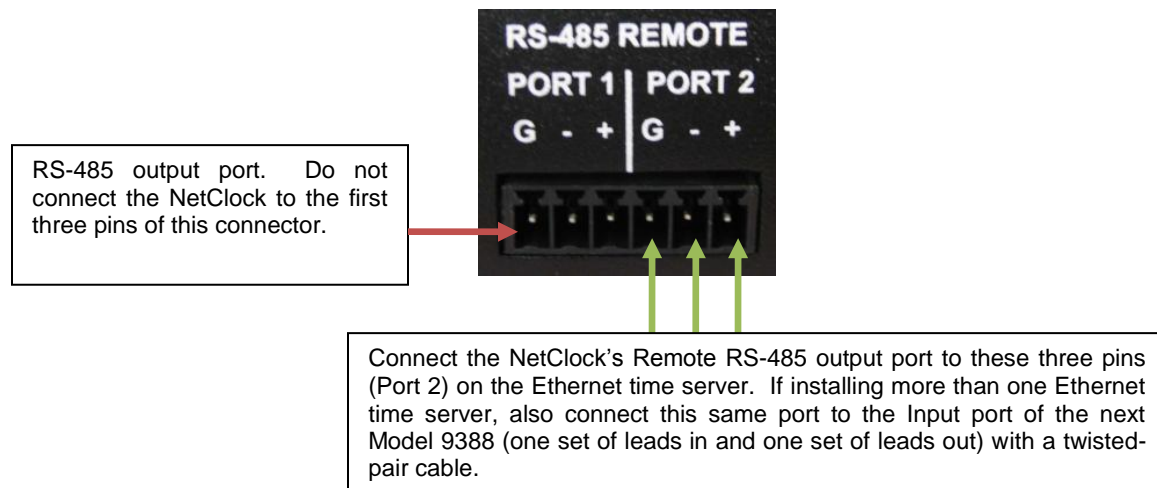 RS-485 REMOTE
PORT 1 | PORT 2
G - + G - +
RS-485 output port. Do not
connect the NetClock to the first
three pins of this connector.
Connect the NetClock’s Remote RS-485 output port to these three pins
(Port 2) on the Ethernet time server. If installing more than one Ethernet
time server, also connect this same port to the Input port of the next
Model 9388 (one set of leads in and one set of leads out) with a twisted-
pair cable.